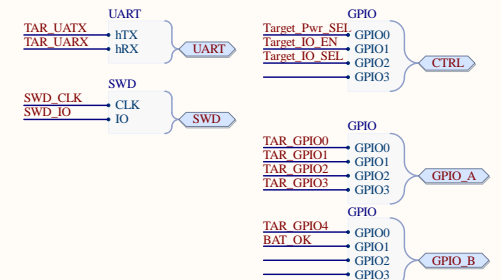 UART
TAR_UATX
hTX
TAR_UARX
hRX
UART
SWD
SWD_CLK
CLK
SWD_IO
IO
SWD
GPIO
Target_Pwr_SEL
GPIO0
Target_IO_EN
GPIO1
Target_IO_SEL
GPIO2
GPIO3
CTRL
GPIO
TAR_GPIO0
GPIO0
TAR_GPIO1
GPIO1
TAR_GPIO2
GPIO2
TAR_GPIO3
GPIO3
GPIO_A
GPIO
TAR_GPIO4
GPIO0
BAT_OK
GPIO1
GPIO2
GPIO3
GPIO_B